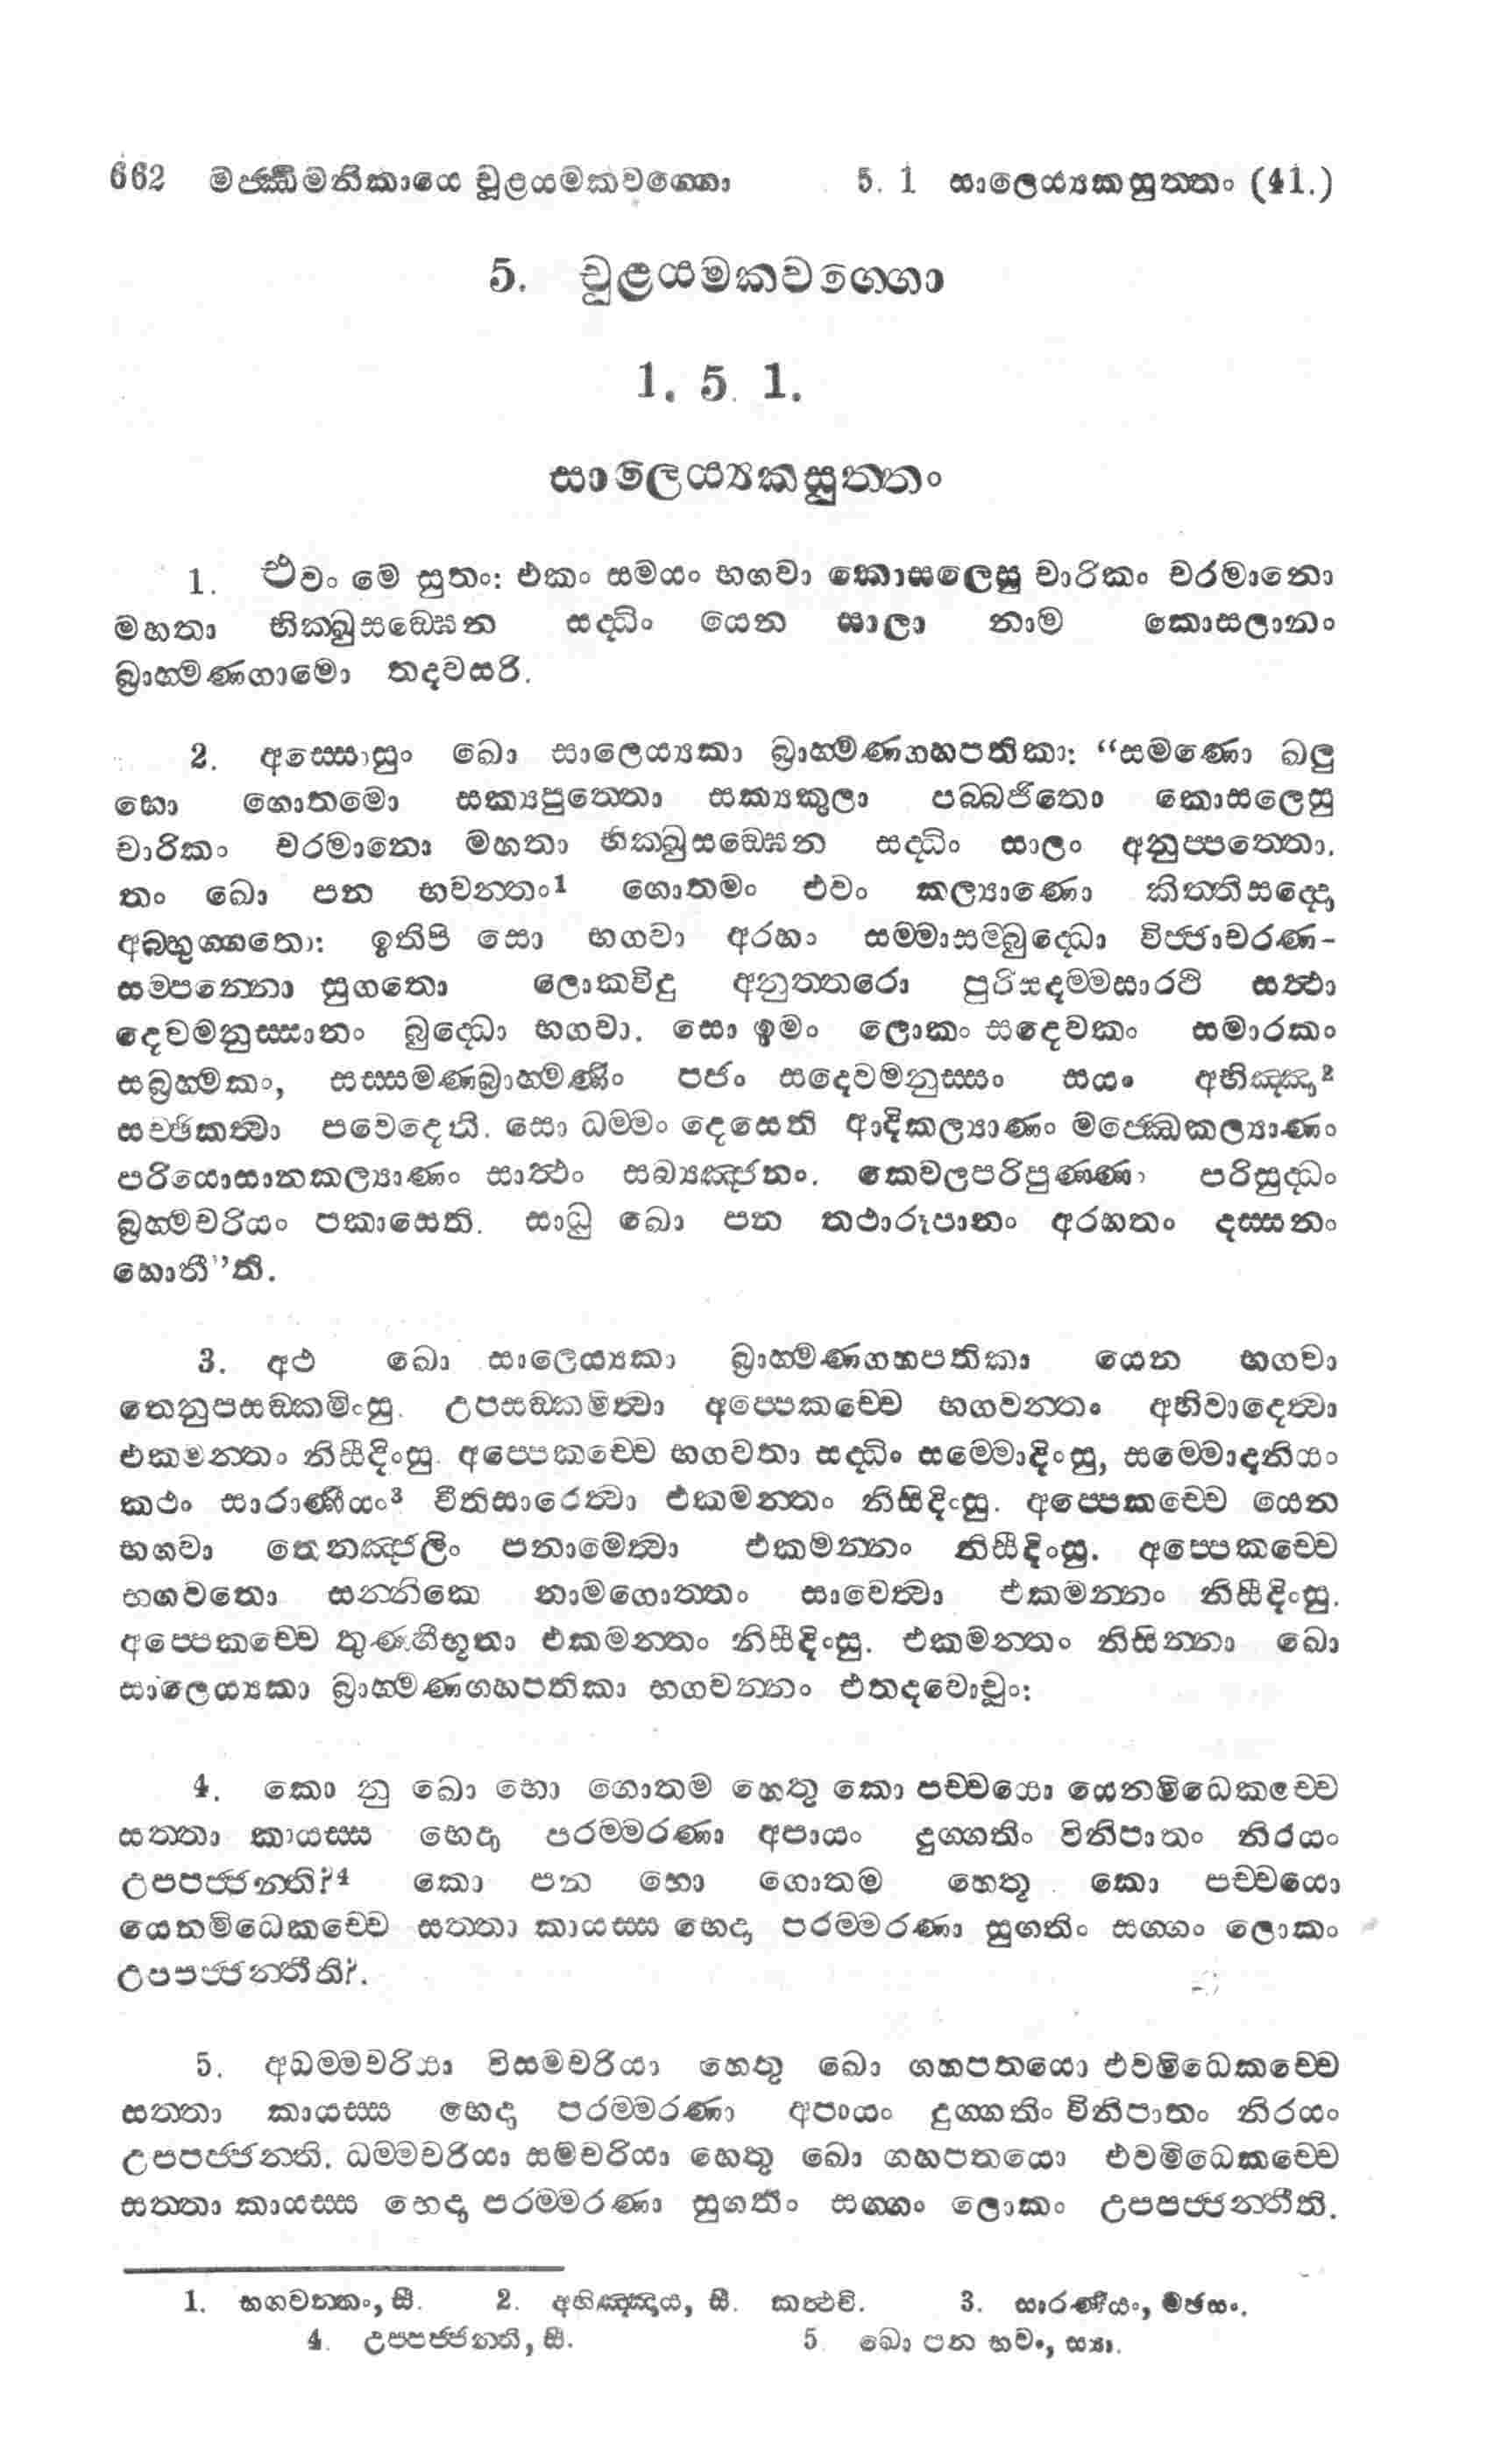 662 මජ්ඣිමනිකායෙ චූළයමකවග්ගො 5. 1 සාලෙය්‍යකසුත්තං (41.)
5. චූළයමකවග්ගො
1. 5. 1.
සාලෙය්‍යකසුත්තං
1. එවං මෙ සුතං: එකං සමයං භගවා කොසලෙසු චාරිකං චරමානො
මහතා භික්ඛුසඞ්ඝෙන සද්ධිං යෙන සාලා නාම කොසලානං
බ්‍රාහ්මණගාමො තදවසරි.
2. අස්සොසුං ඛො සාලෙය්‍යකා බ්‍රාහ්මණගහපතිකා: “සමණො ඛලු
භො ගොතමො සක්‍යපුත්තො සක්‍යකුලා පබ්බජිතො කොසලෙසු
චාරිකං චරමානො මහතා භික්ඛුසඞ්ඝෙන සද්ධිං සාලං අනුප්පත්තො.
තං ඛො පන භවන්තං1 ගොතමං එවං කල්‍යාණො කිත්තිසද්දො
අබ්භුග්ගතො: ඉතිපි සො භගවා අරහා සම්මාසම්බුද්ධො විජ්ජාචරණ-
සම්පන්නො සුගතො ලොකවිදූ අනුත්තරො පුරිසදම්මසාරථි සත්ථා
දෙවමනුස්සානං බුද්ධො භගවා. සො ඉමං ලොකං සදෙවකං සමාරකං
සබ්‍රහ්මකං, සස්සමණබ්‍රාහ්මණිං පජං සදෙවමනුස්සං සයං අභිඤ්ඤා2
සච්ඡිකත්වා පවෙදෙති. සො ධම්මං දෙසෙති ආදිකල්‍යාණං මජ්ඣෙකල්‍යාණං
පරියොසානකල්‍යාණං සාත්ථං සබ්‍යඤ්ජනං. කෙවලපරිපුණ්ණං පරිසුද්ධං
බ්‍රහ්මචරියං පකාසෙති. සාධු ඛො පන තථාරූපානං අරහතං දස්සනං
හොතී”ති.
3. අථ ඛො සාලෙය්‍යකා බ්‍රාහ්මණගහපතිකා යෙන භගවා
තෙනුපසඞ්කමිංසු. උපසඞ්කමිත්වා අප්පෙකච්චෙ භගවන්තං අභිවාදෙත්වා
එකමන්තං නිසීදිංසු. අප්පෙකච්චෙ භගවතා සද්ධිං සම්මොදිංසු, සම්මොදනියං
කථං සාරාණීයං3 වීතිසාරෙත්වා එකමන්තං නිසිදිංසු. අප්පෙකච්චෙ යෙන
භගවා තෙනඤ්ජලිං පනාමෙත්වා එකමන්තං නිසීදිංසු. අප්පෙකච්චෙ
භගවතො සන්තිකෙ නාමගොත්තං සාවෙත්වා එකමන්තං නිසීදිංසු.
අප්පෙකච්චෙ තුණ්හීභූතා එකමන්තං නිසීදිංසු. එකමන්තං නිසින්නා ඛො
සාලෙය්‍යකා බ්‍රාහ්මණගහපතිකා භගවන්තං එතදවොචුං:
4. කො නු ඛො භො ගොතම හෙතු කො පච්චයො යෙනමිධෙකච්චෙ
සත්තා කායස්ස භෙදා පරම්මරණා අපායං දුග්ගතිං විනිපාතං නිරයං
උපපජ්ජන්ති?4 කො පන භො ගොතම හෙතු කො පච්චයො
යෙනමිධෙකච්චෙ සත්තා කායස්ස භෙදා පරම්මරණා සුගතිං සග්ගං ලොකං
උපපජ්ජන්තීති?.
5. අධම්මචරියා විසමචරියා හෙතු ඛො ගහපතයො එවමිධෙකච්චෙ
සත්තා කායස්ස භෙදා පරම්මරණා අපායං දුග්ගතිං විනිපාතං නිරයං
උපපජ්ජන්ති. ධම්මචරියා සමචරියා හෙතු ඛො ගහපතයො එවමිධෙකච්චෙ
සත්තා කායස්ස භෙදා පරම්මරණා සුගතිං සග්ගං ලොකං උපපජ්ජන්තීති.
1. භගවන්තං, සී. 2. අභිඤ්ඤාය, සී. කත්ථචි. 3. සාරණීයං, මඡසං.
4. උපපජ්ජන්ති, සී. 5. ඛො පන භවං, ස්‍යා.